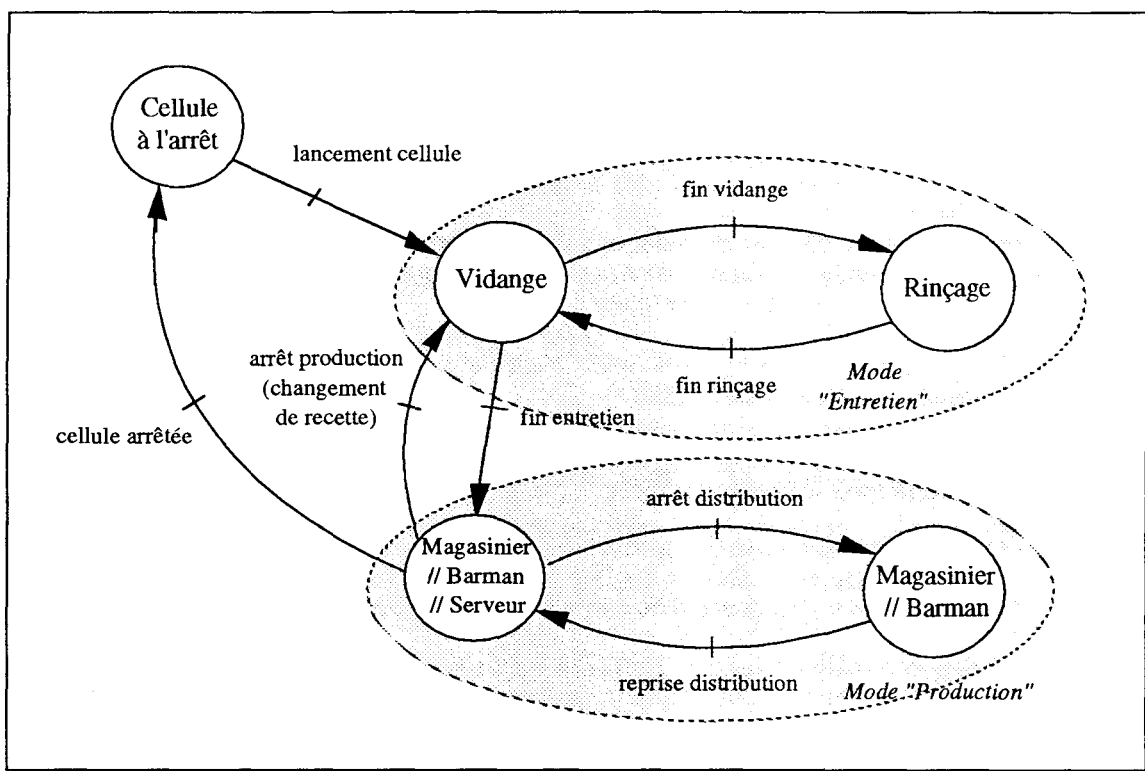 Cellule
à l'arrêt
lancement cellule
fin vidange
Vidange
Rinçage
arrêt production
(changement
de recette)
fin rinçage
Mode
"Entretien"
fin entretien
cellule arrêtée
arrêt distribution
Magasinier
// Barman
// Serveur
Magasinier
// Barman
reprise distribution
Mode "Production"